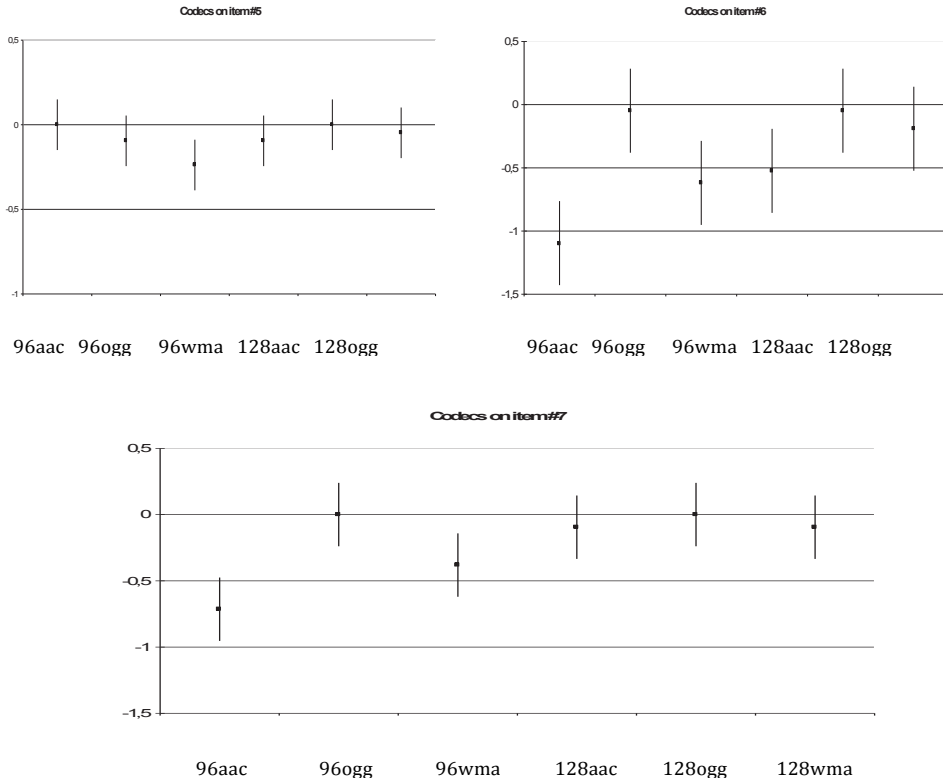 Codecs on item#5
0,5
0
-0,5
-1
96aac 96ogg 96wma 128aac 128ogg
Codecs on item#6
0,5
0
-0,5
-1
-1,5
96aac 96ogg 96wma 128aac 128ogg
Codecs on item#7
0,5
0
-0,5
-1
-1,5
96aac 96ogg 96wma 128aac 128ogg 128wma